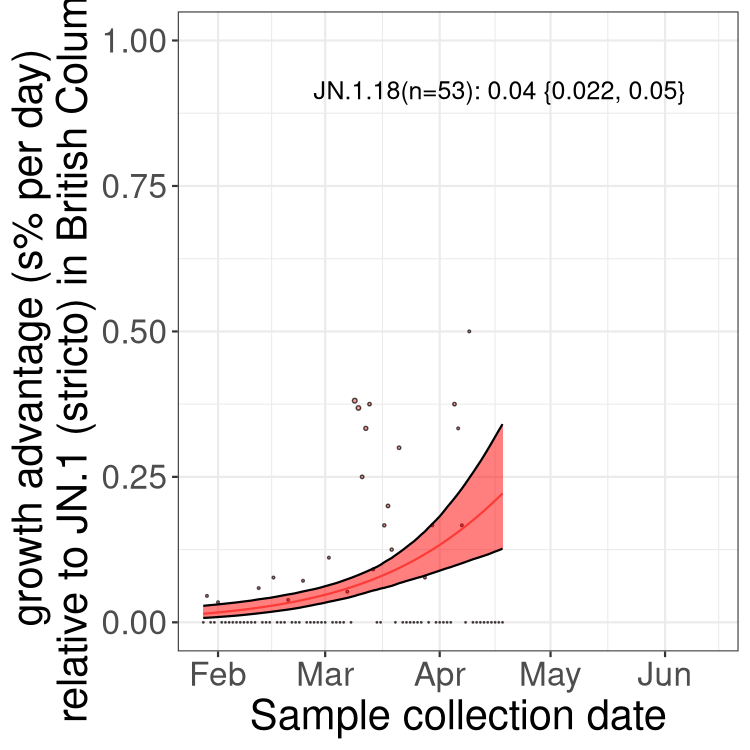 growth advantage (s% per day)
relative to JN.1 (stricto) in British Colum
1.00
0.75
0.50
0.25
0.00
JN.1.18(n=53): 0.04 {0.022, 0.05}
Feb Mar Apr May Jun
Sample collection date